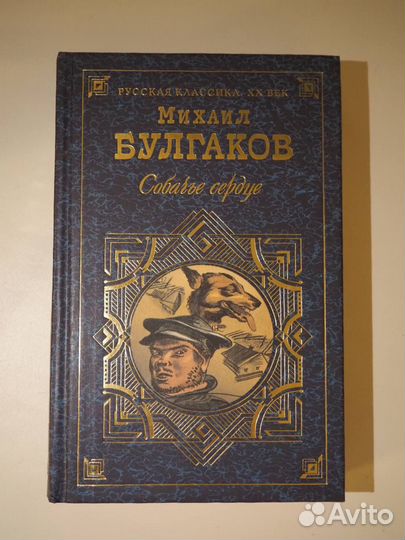 РУССКАЯ КЛАССИКА. XX ВЕК
МИХАИЛ
БУЛГАКОВ
Собачье сердце
Avito